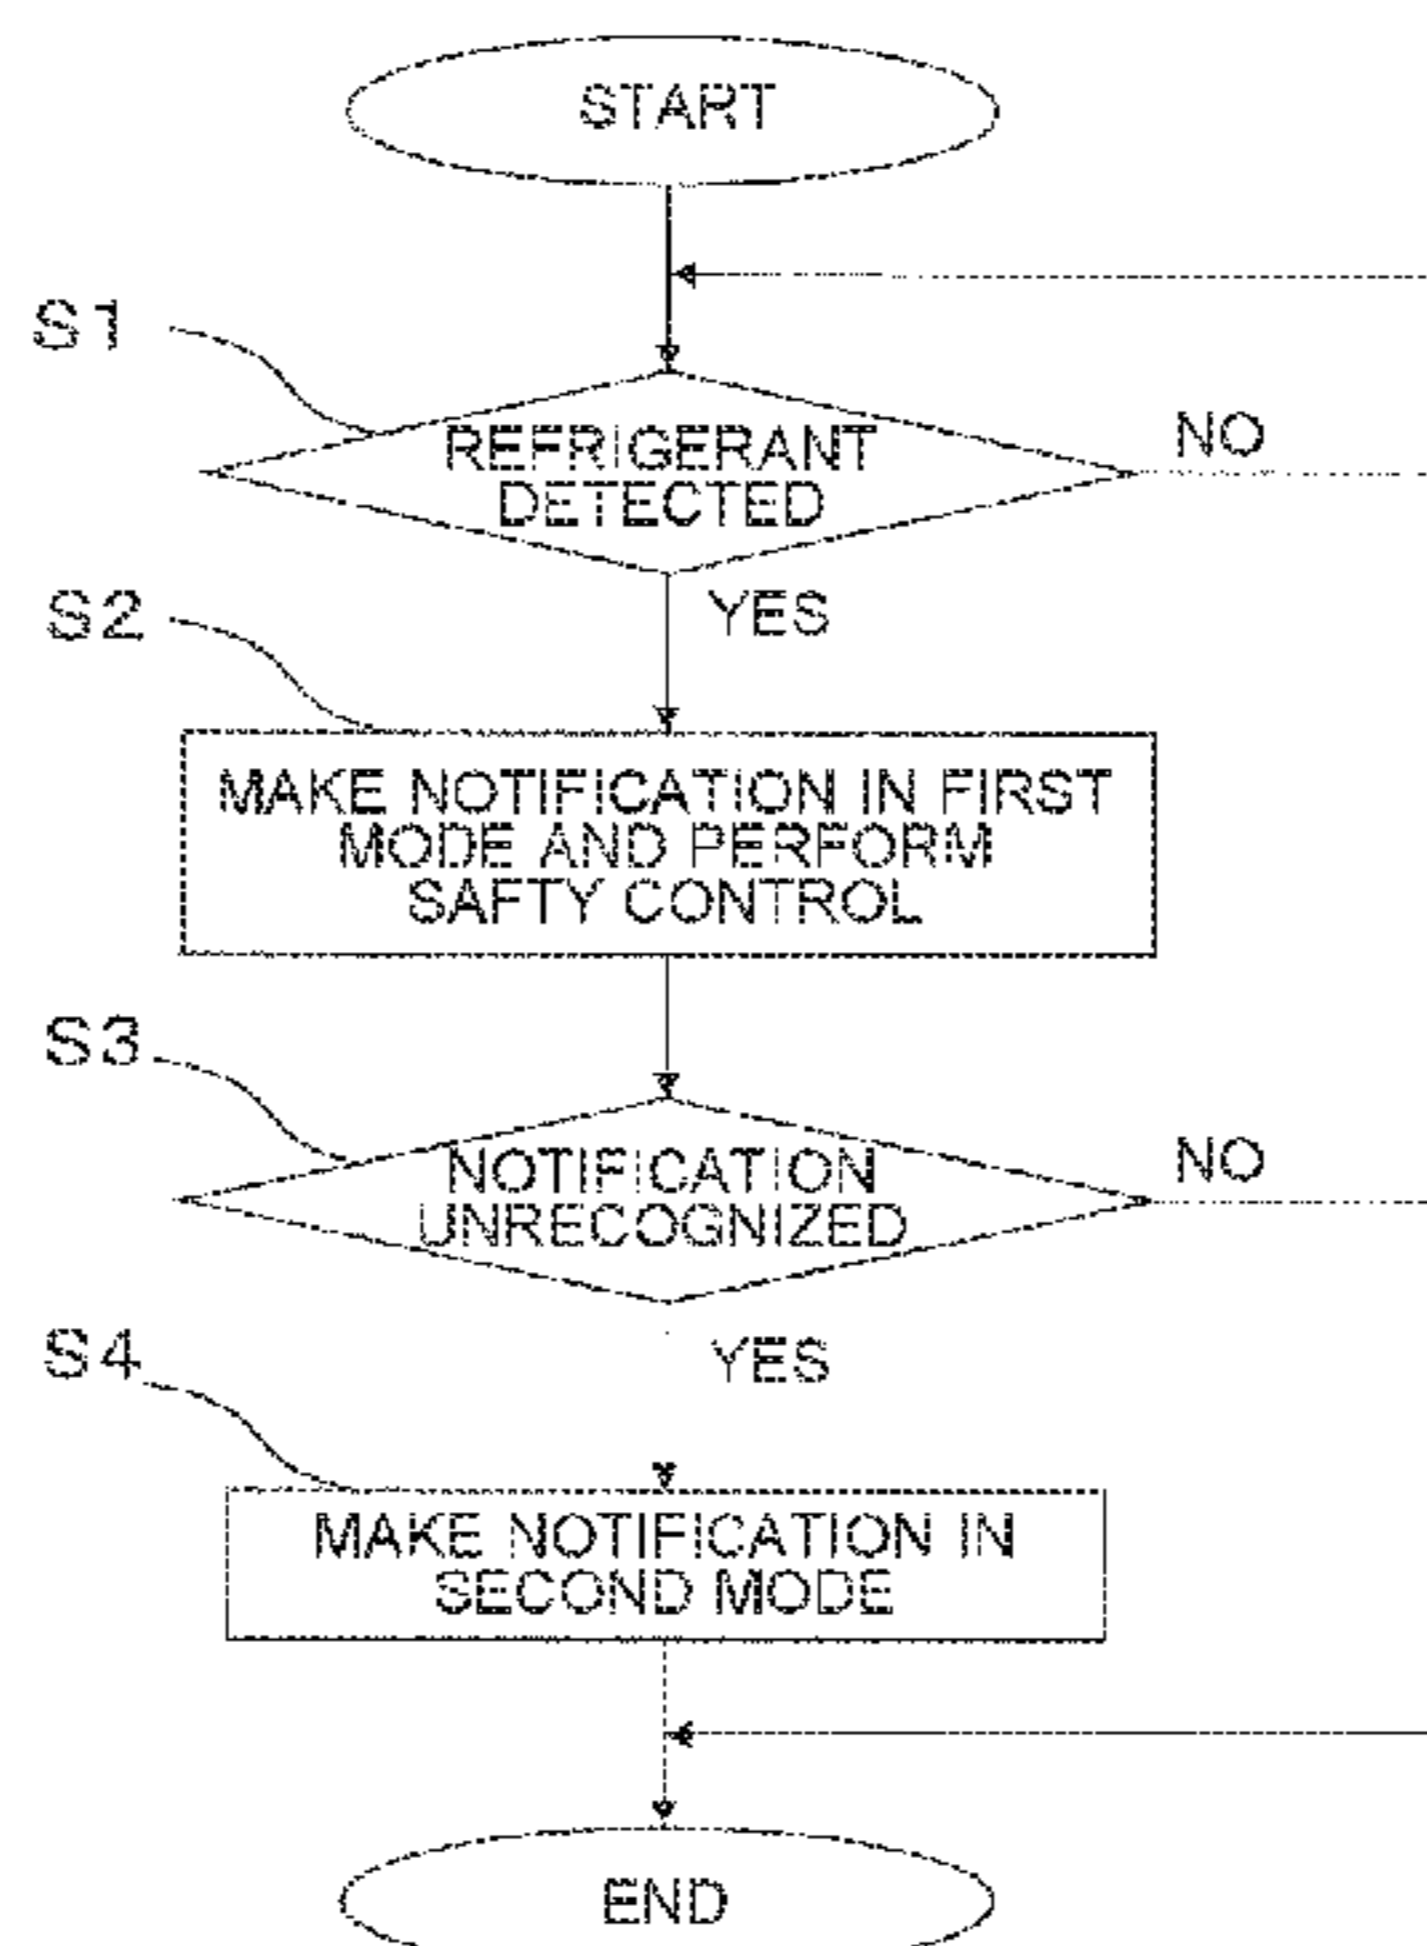 START
S1
REFRIGERANT
DETECTED
NO
YES
S2
MAKE NOTIFICATION IN FIRST
MODE AND PERFORM
SAFTY CONTROL
S3
NOTIFICATION
UNRECOGNIZED
NO
YES
S4
MAKE NOTIFICATION IN
SECOND MODE
END